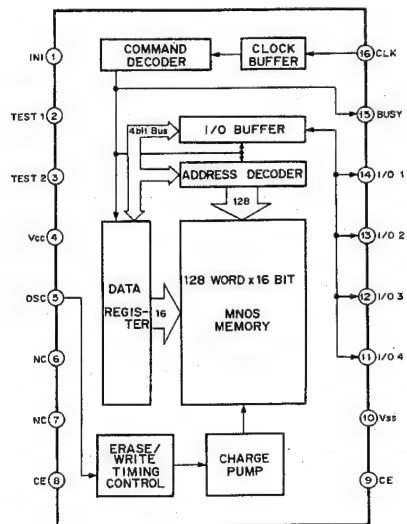 COMMAND
DECODER
CLOCK
BUFFER
INI 1
16 CLK
TEST 1 2
15 BUSY
4bit Bus
I/O BUFFER
TEST 2 3
ADDRESS DECODER
14 I/O 1
128
Vcc 4
13 I/O 2
DATA
REGIS-
TER
16
128 WORD x 16 BIT
MNOS
MEMORY
OSC 5
12 I/O 3
NC 6
11 I/O 4
NC 7
10 Vss
ERASE/
WRITE
TIMING
CONTROL
CHARGE
PUMP
CE 8
9 CE